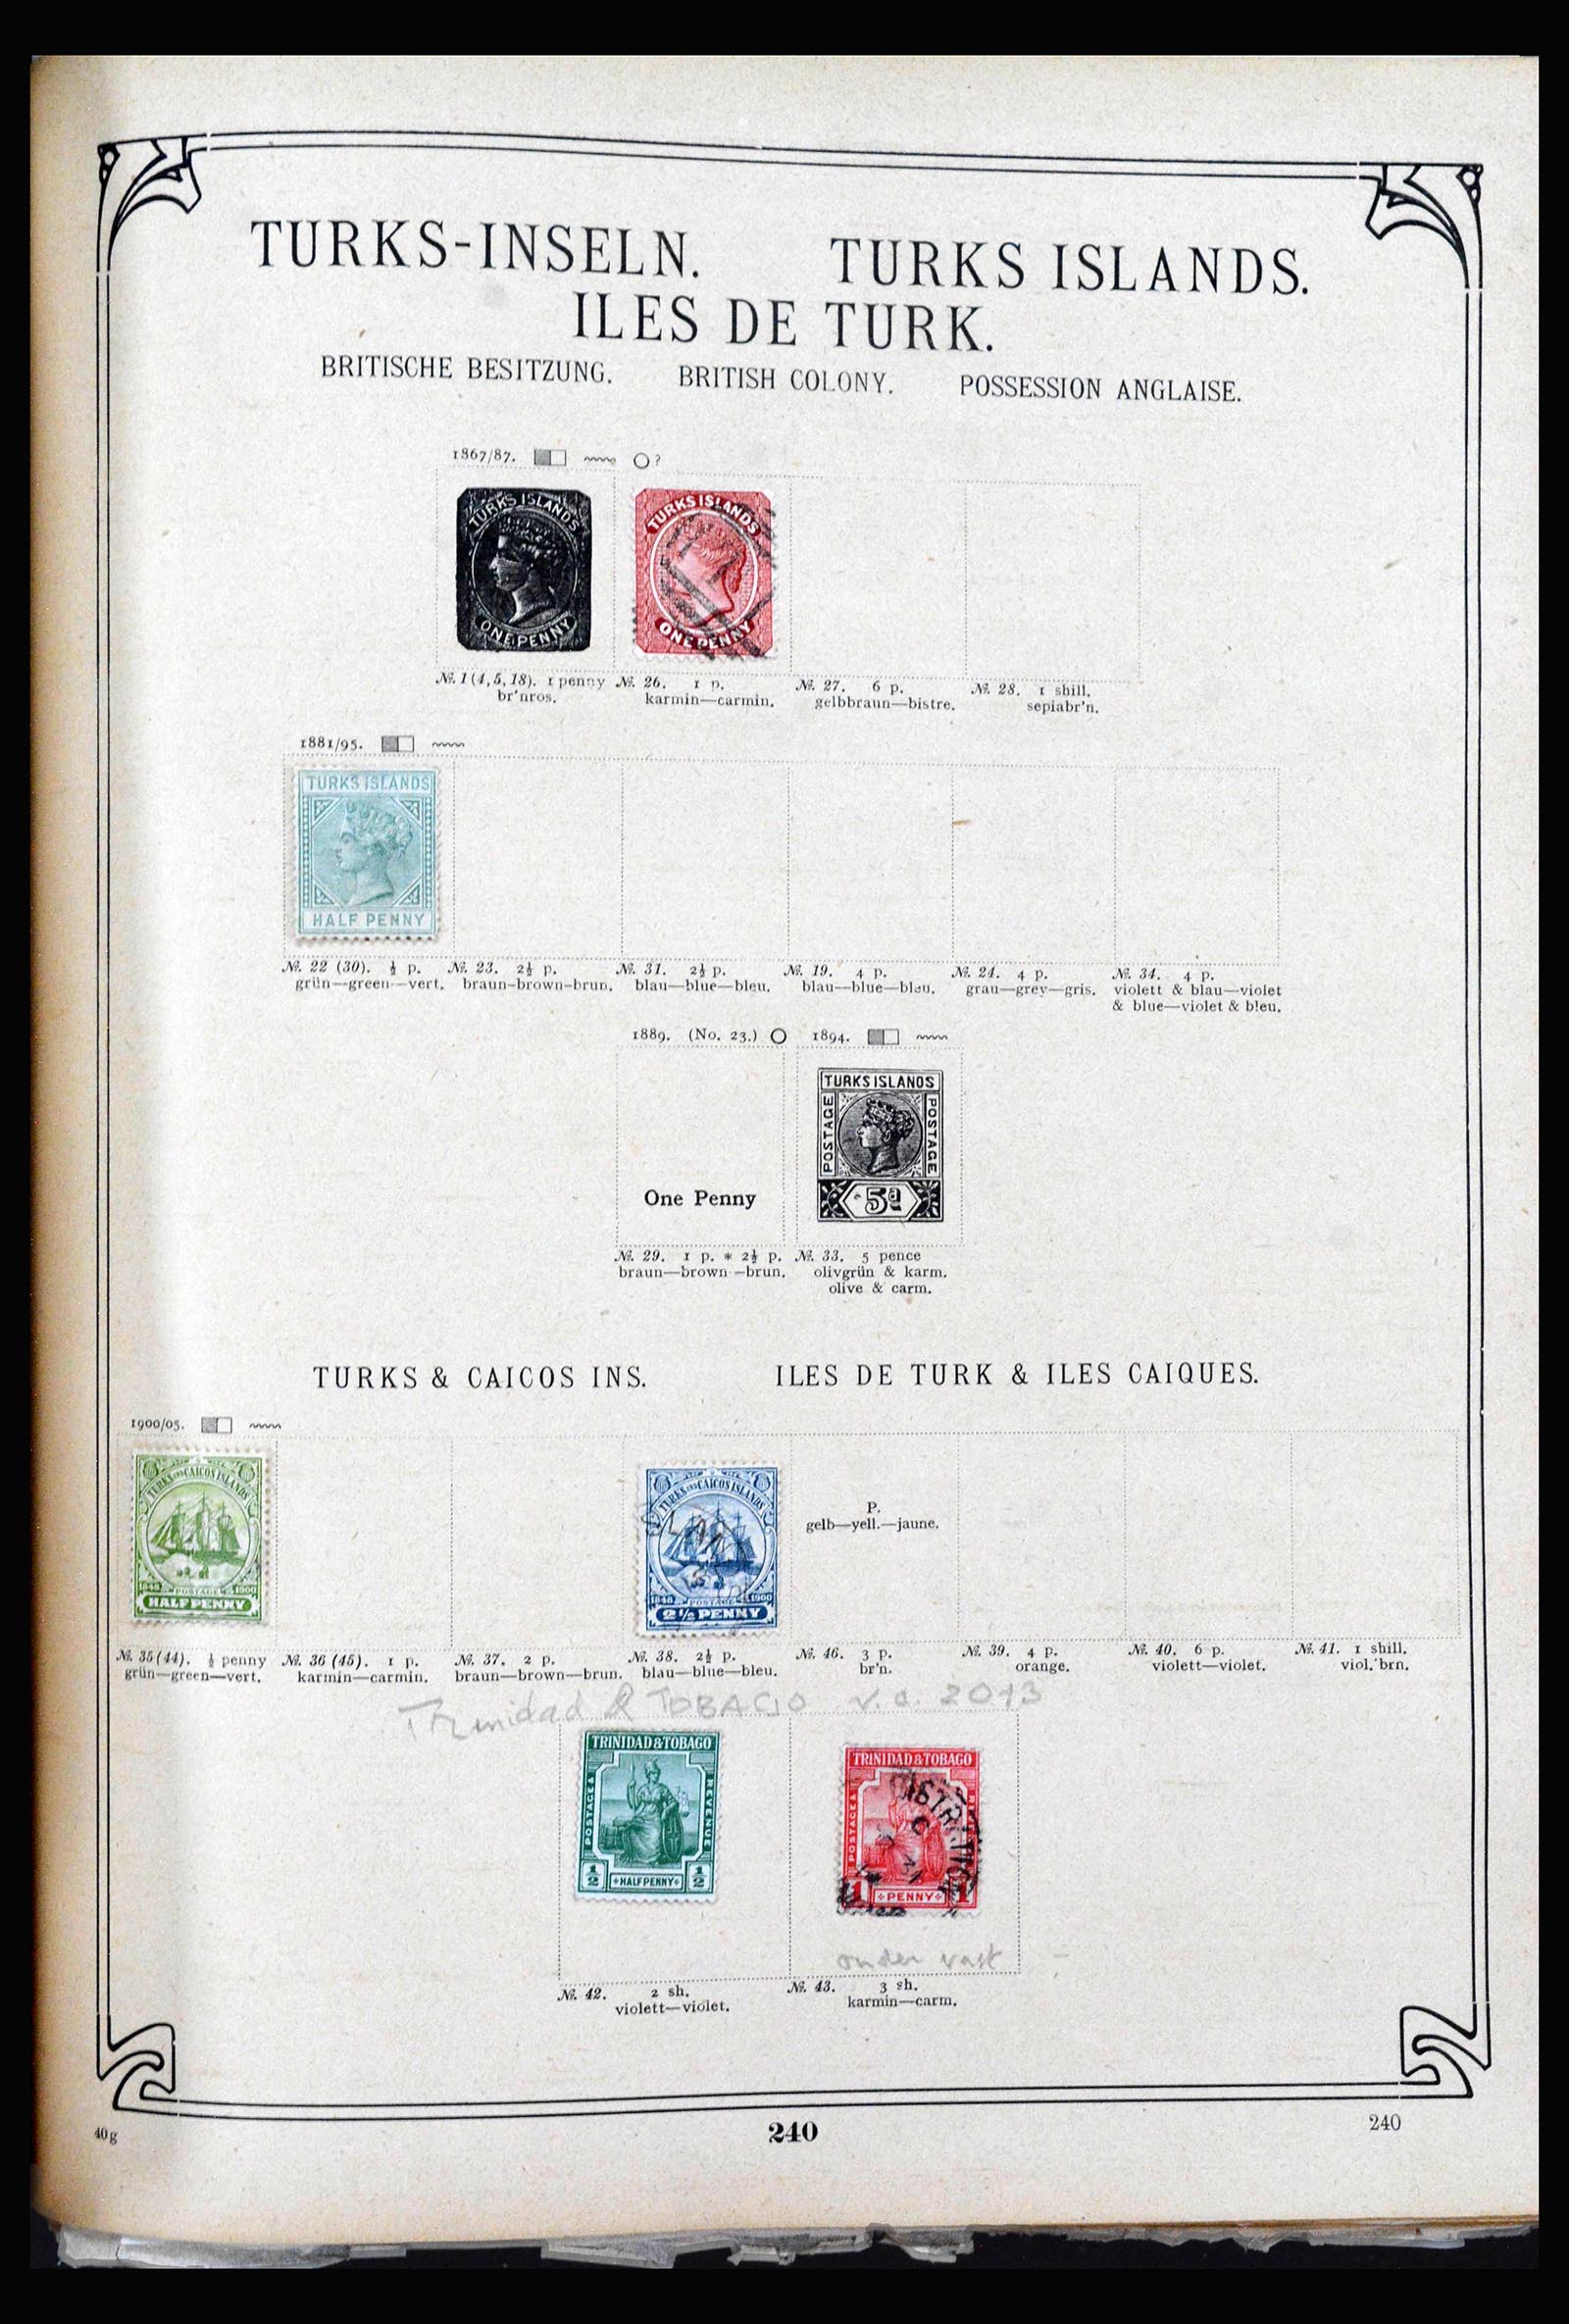 TURKS-INSELN. TURKS ISLANDS.
ILES DE TURK.
BRITISCHE BESITZUNG. BRITISH COLONY. POSSESSION ANGLAISE.
1867/87. ?
TURKS ISLANDS
ONE PENNY
TURKS ISLANDS
ONE PENNY
№. 1 (4, 5, 18). 1 penny
br'nros.
№. 26. 1 p.
karmin—carmin.
№. 27. 6 p.
gelbbraun—bistre.
№. 28. 1 shill.
sepiabr'n.
1881/95.
TURKS ISLANDS
HALF PENNY
№. 22 (30). ½ p.
grün—green—vert.
№. 23. 2½ p.
braun-brown-brun.
№. 31. 2½ p.
blau—blue—bleu.
№. 19. 4 p.
blau—blue—bleu.
№. 24. 4 p.
grau—grey—gris.
№. 34. 4 p.
violett & blau—violet
& blue—violet & bleu.
1889. (No. 23.) 1894.
One Penny
TURKS ISLANDS
POSTAGE POSTAGE
5d
№. 29. 1 p. * 2½ p.
braun—brown—brun.
№. 33. 5 pence
olivgrün & karm.
olive & carm.
TURKS & CAICOS INS. ILES DE TURK & ILES CAIQUES.
1900/05.
TURKS AND CAICOS ISLANDS
1848 POSTAGE 1900
HALF PENNY
TURKS AND CAICOS ISLANDS
1848 POSTAGE 1900
2½ PENNY
P.
gelb—yell.—jaune.
№. 35 (44). ½ penny
grün—green—vert.
№. 36 (45). 1 p.
karmin—carmin.
№. 37. 2 p.
braun—brown—brun.
№. 38. 2½ p.
blau—blue—bleu.
№. 46. 3 p.
br'n.
№. 39. 4 p.
orange.
№. 40. 6 p.
violett—violet.
№. 41. 1 shill.
viol. brn.
Trinidad & TOBAGO v.a. 2013
TRINIDAD & TOBAGO
POSTAGE & REVENUE
½ HALF PENNY ½
TRINIDAD & TOBAGO
POSTAGE &
1 PENNY 1
onder vast
№. 42. 2 sh.
violett—violet.
№. 43. 3 sh.
karmin—carm.
40g 240 240